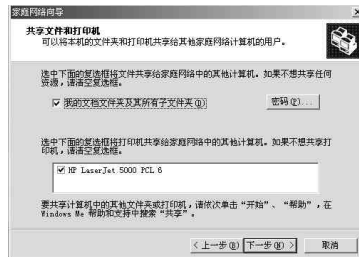 家庭网络向导
共享文件和打印机
可以将本机的文件夹和打印机共享给其他家庭网络计算机的用户。
选中下面的复选框将文件共享给家庭网络中的其他计算机。如果不想共享任何
资源，请清空复选框。
我的文档文件夹及其所有子文件夹(D)
密码(P)...
选中下面的复选框将打印机共享给家庭网络中的其他计算机。如果不想共享打
印机，请清空复选框。
HP LaserJet 5000 PCL 6
要共享计算机中的其他文件夹或打印机，请依次单击“开始”、“帮助”，在
Windows Me 帮助和支持中搜索“共享”。
<上一步(B) 下一步(N)> 取消